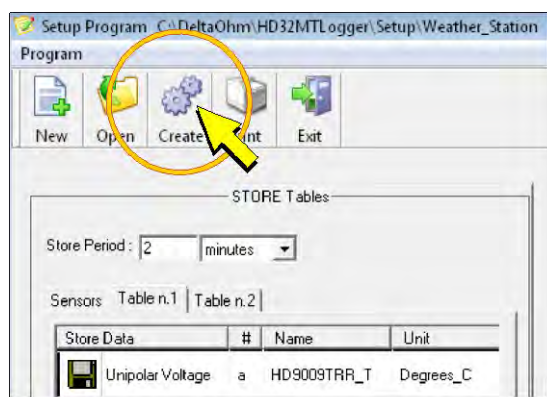 Setup Program C:\DeltaOhm\HD32MTLogger\Setup\Weather_Station
Program
New Open Create Exit
STORE Tables
Store Period : 2 minutes
Sensors Table n.1 Table n.2
Store Data # Name Unit
Unipolar Voltage a HD9009TRR_T Degrees_C